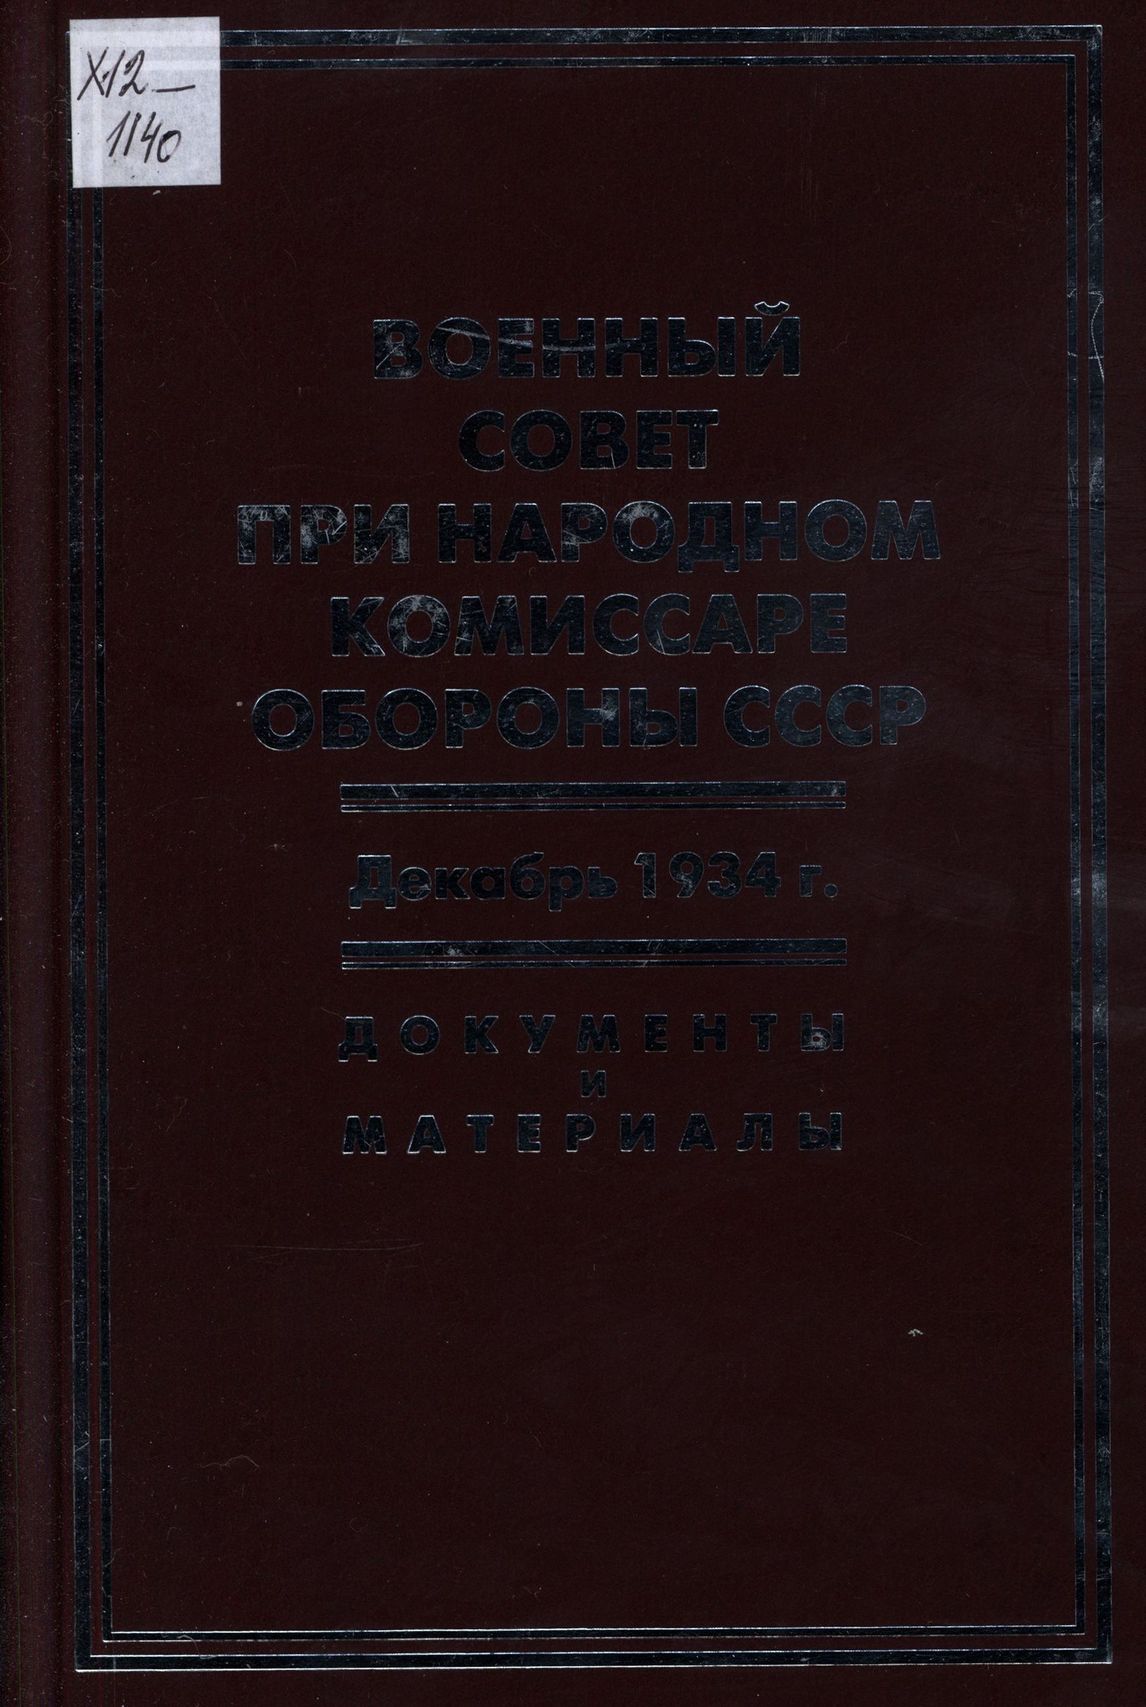 Х12—
1140
ВОЕННЫЙ
СОВЕТ
ПРИ НАРОДНОМ
КОМИССАРЕ
ОБОРОНЫ СССР
Декабрь 1934 г.
ДОКУМЕНТЫ
И
МАТЕРИАЛЫ